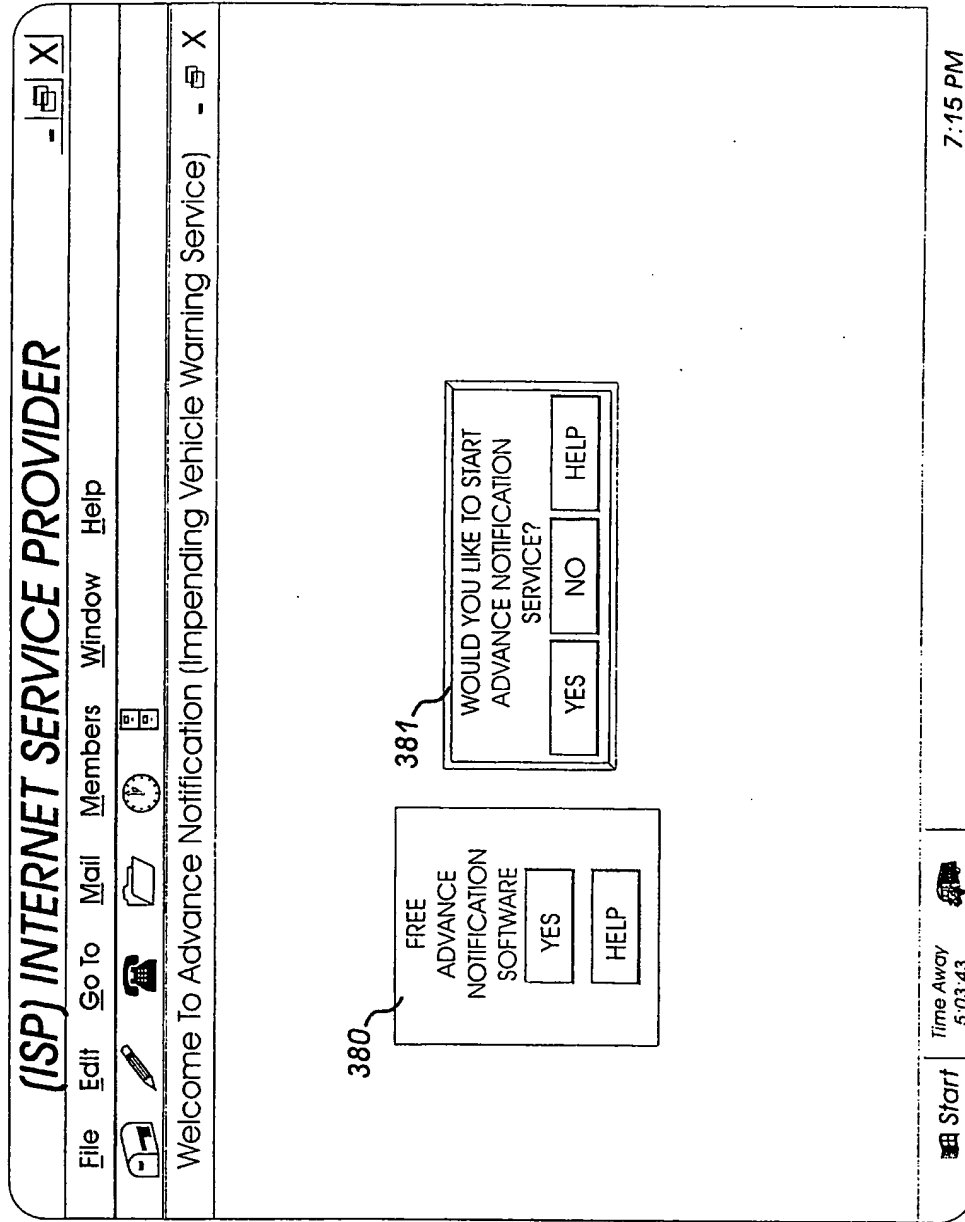 (ISP) INTERNET SERVICE PROVIDER
- X
File Edit Go To Mail Members Window Help
Welcome To Advance Notification (Impending Vehicle Warning Service) - X
380
FREE
ADVANCE
NOTIFICATION
SOFTWARE
YES
HELP
381
WOULD YOU LIKE TO START
ADVANCE NOTIFICATION
SERVICE?
YES NO HELP
Start Time Away 7:15 PM
5:03:43